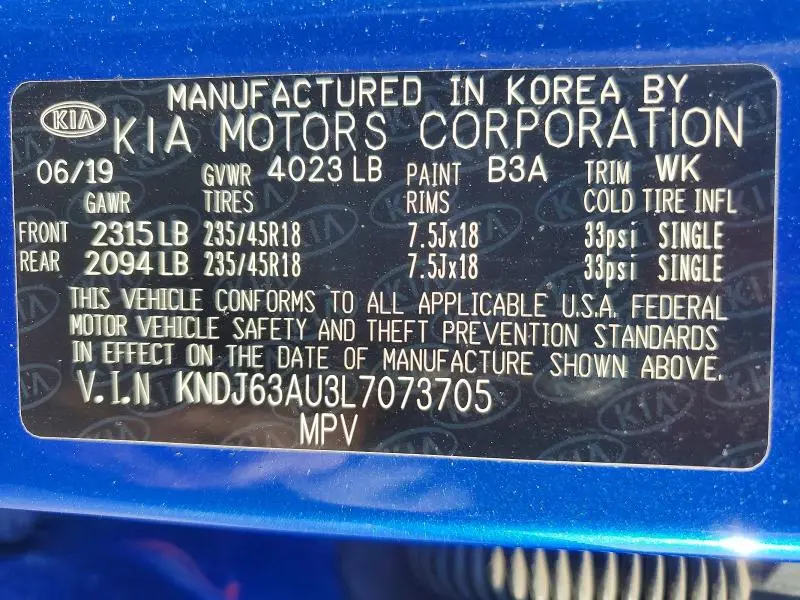 MANUFACTURED IN KOREA BY
KIA KIA MOTORS CORPORATION
06/19 GVWR 4023 LB PAINT B3A TRIM WK
GAWR TIRES RIMS COLD TIRE INFL
FRONT 2315 LB 235/45R18 7.5Jx18 33psi SINGLE
REAR 2094 LB 235/45R18 7.5Jx18 33psi SINGLE
THIS VEHICLE CONFORMS TO ALL APPLICABLE U.S.A. FEDERAL
MOTOR VEHICLE SAFETY AND THEFT PREVENTION STANDARDS
IN EFFECT ON THE DATE OF MANUFACTURE SHOWN ABOVE.
V.I.N KNDJ63AU3L7073705
MPV